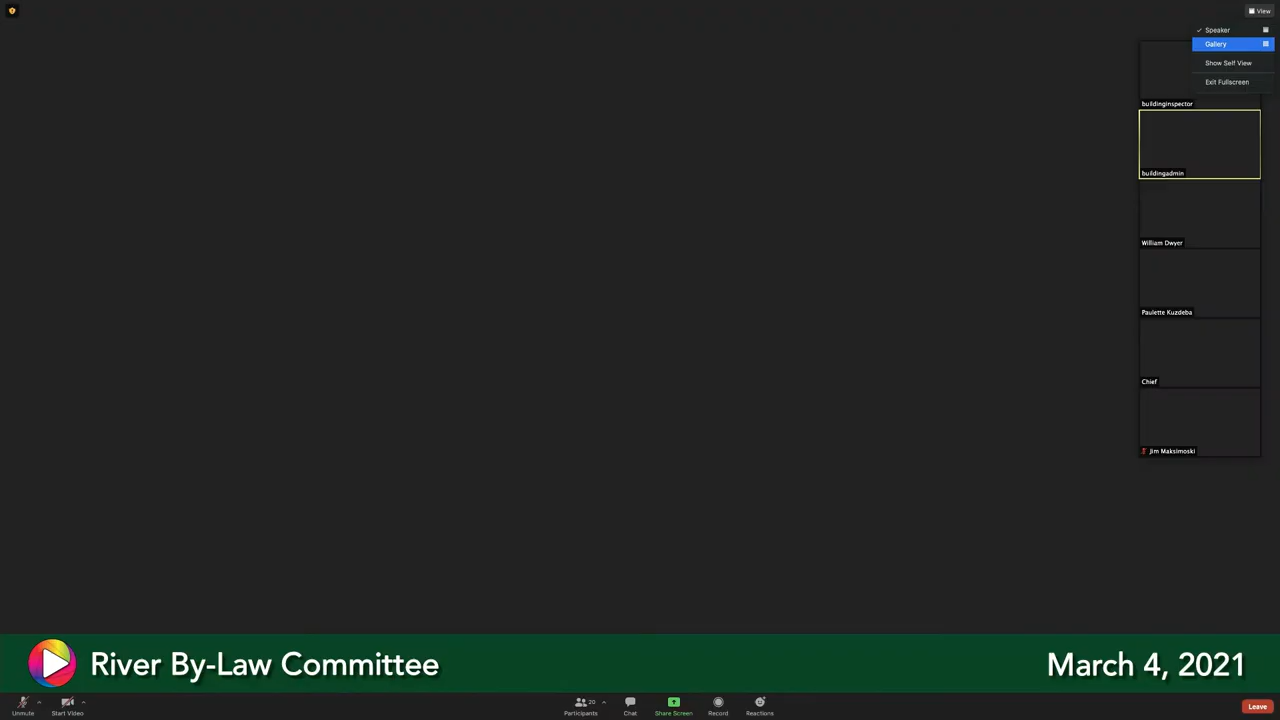 View
Speaker
Gallery
Show Self View
Exit Fullscreen
buildinginspector
buildingadmin
William Dwyer
Paulette Kuzdeba
Chief
Jim Maksimoski
River By-Law Committee
March 4, 2021
Unmute
Start Video
20
Participants
Chat
Share Screen
Record
Reactions
Leave